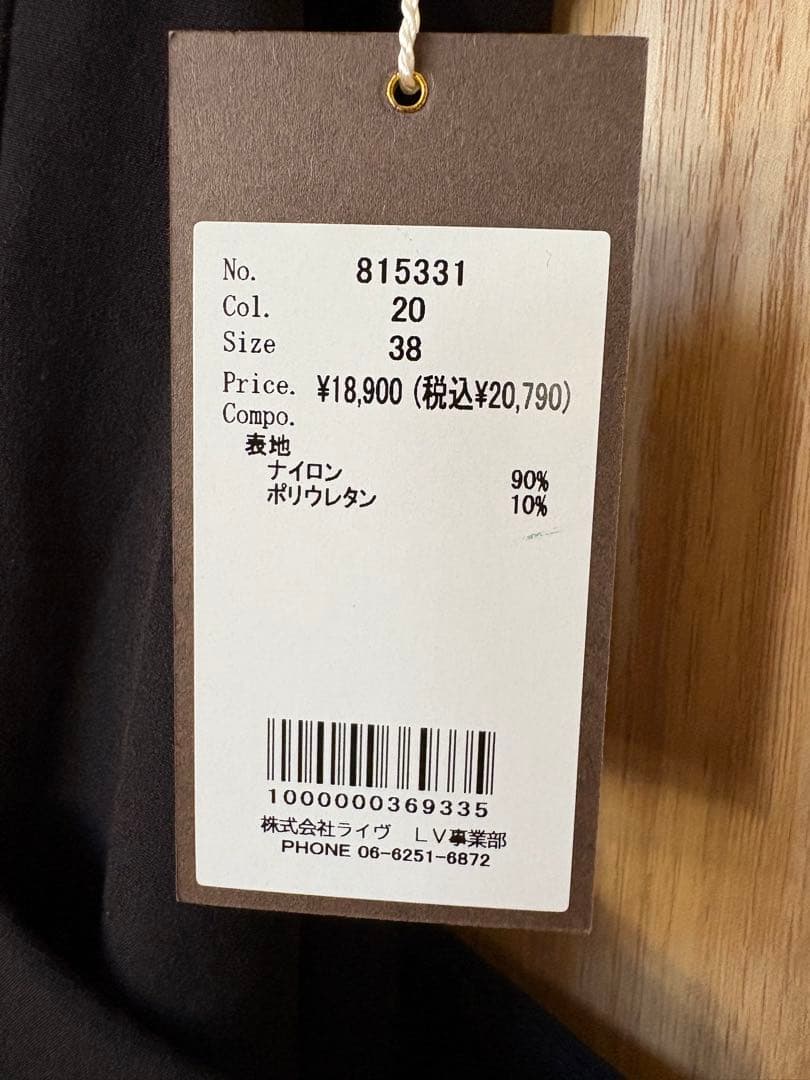 No. 815331
Col. 20
Size 38
Price. ¥18,900 (税込¥20,790)
Compo.
表地
ナイロン 90%
ポリウレタン 10%
1000000369335
株式会社ライヴ ＬＶ事業部
PHONE 06-6251-6872